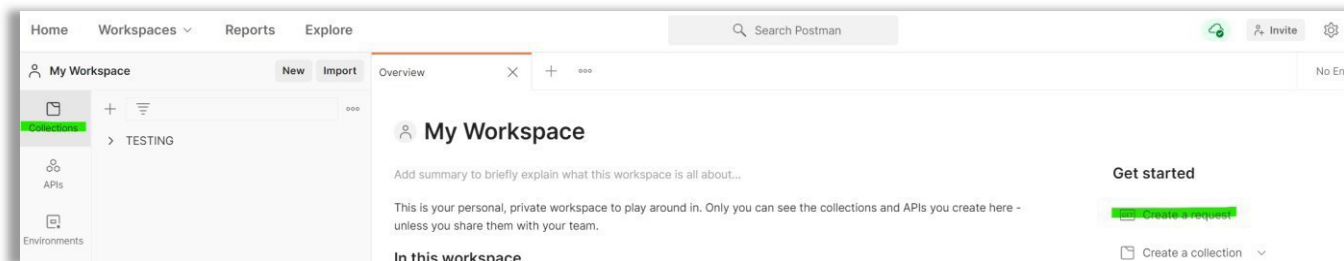 Home Workspaces Reports Explore Search Postman Invite
My Workspace New Import Overview No En
Collections
TESTING
APIs
Environments
My Workspace
Add summary to briefly explain what this workspace is all about...
This is your personal, private workspace to play around in. Only you can see the collections and APIs you create here -
unless you share them with your team.
In this workspace
Get started
GET Create a request
Create a collection